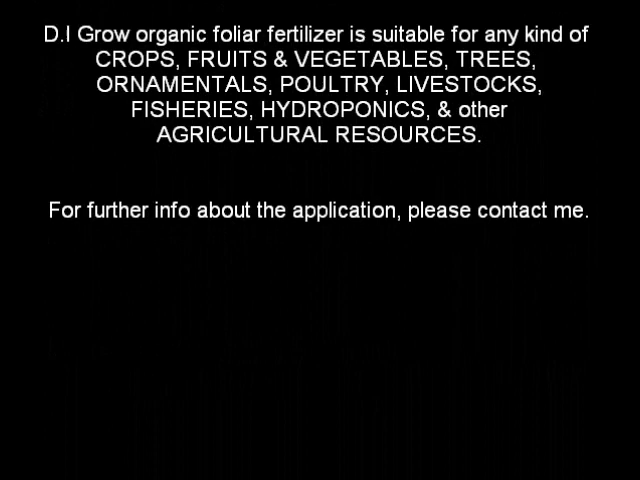 D.I Grow organic foliar fertilizer is suitable for any kind of
CROPS, FRUITS & VEGETABLES, TREES,
ORNAMENTALS, POULTRY, LIVESTOCKS,
FISHERIES, HYDROPONICS, & other
AGRICULTURAL RESOURCES.
For further info about the application, please contact me.